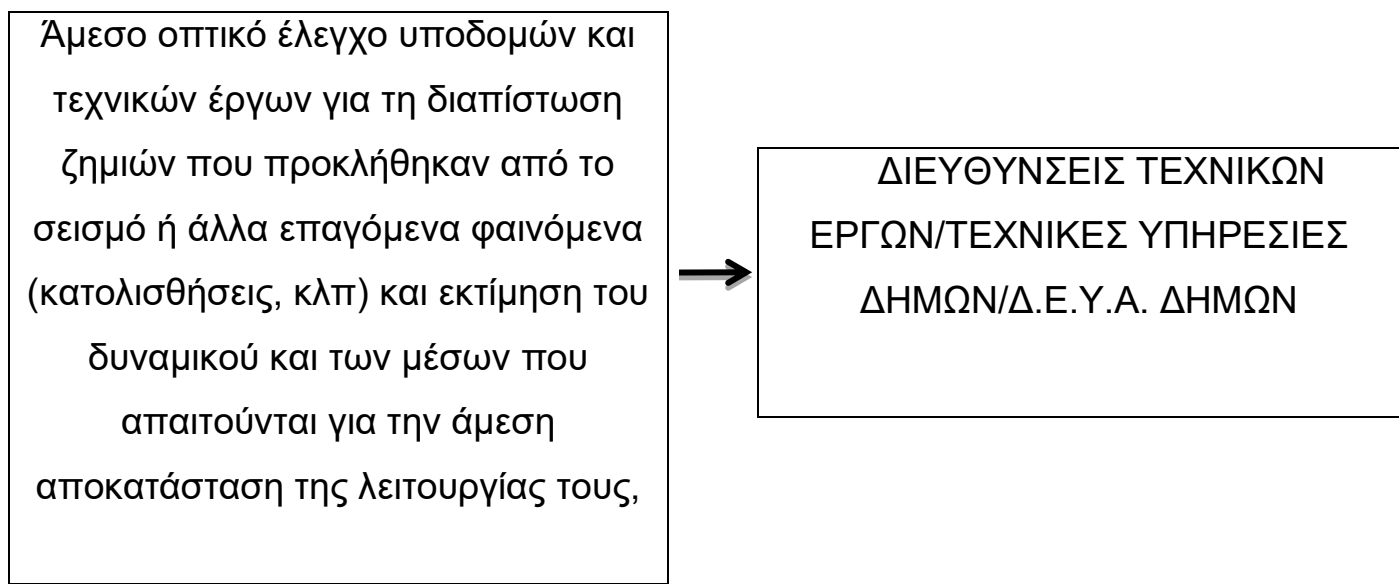 Άμεσο οπτικό έλεγχο υποδομών και
τεχνικών έργων για τη διαπίστωση
ζημιών που προκλήθηκαν από το
σεισμό ή άλλα επαγόμενα φαινόμενα
(κατολισθήσεις, κλπ) και εκτίμηση του
δυναμικού και των μέσων που
απαιτούνται για την άμεση
αποκατάσταση της λειτουργίας τους,
ΔΙΕΥΘΥΝΣΕΙΣ ΤΕΧΝΙΚΩΝ
ΕΡΓΩΝ/ΤΕΧΝΙΚΕΣ ΥΠΗΡΕΣΙΕΣ
ΔΗΜΩΝ/Δ.Ε.Υ.Α. ΔΗΜΩΝ